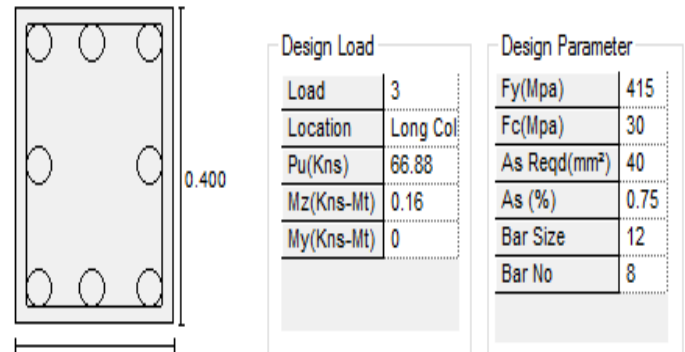 0.400
Design Load
Load 3
Location Long Col
Pu(Kns) 66.88
Mz(Kns-Mt) 0.16
My(Kns-Mt) 0
Design Parameter
Fy(Mpa) 415
Fc(Mpa) 30
As Reqd(mm²) 40
As (%) 0.75
Bar Size 12
Bar No 8